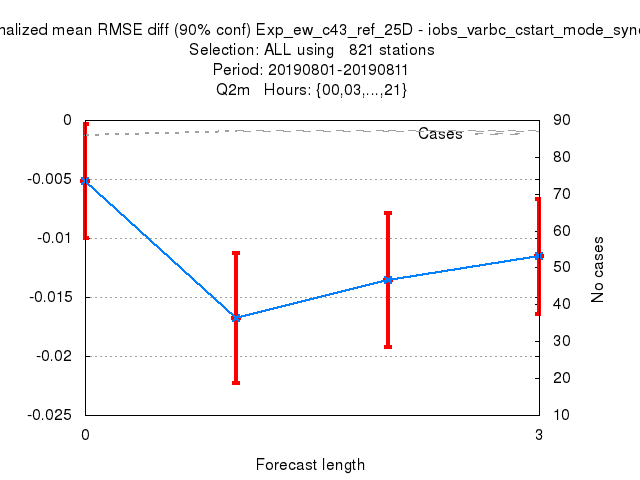 nalized mean RMSE diff (90% conf) Exp_ew_c43_ref_25D - iobs_varbc_cstart_mode_sync
Selection: ALL using 821 stations
Period: 20190801-20190811
Q2m Hours: {00,03,...,21}
0
-0.005
-0.01
-0.015
-0.02
-0.025
Cases
90
80
70
60
50
40
30
20
10
No cases
0
3
Forecast length